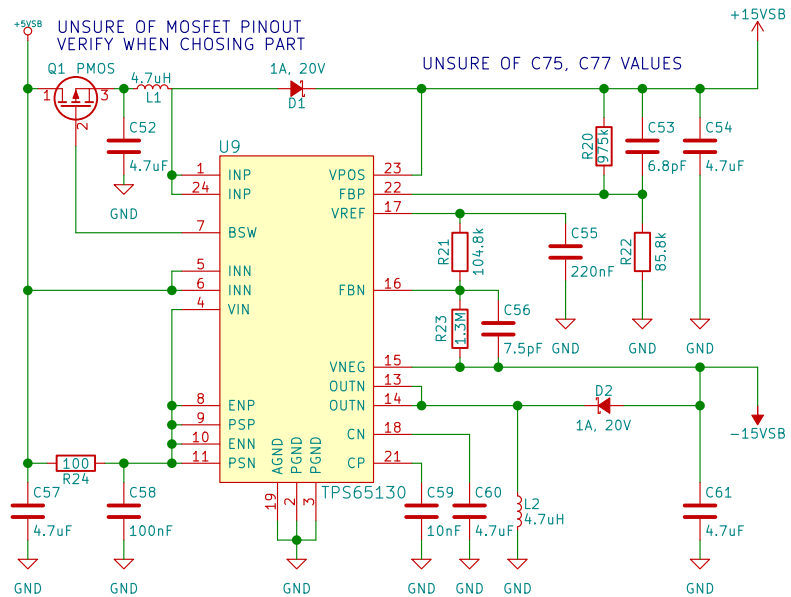 +5VSB
UNSURE OF MOSFET PINOUT
VERIFY WHEN CHOSING PART
+15VSB
UNSURE OF C75, C77 VALUES
Q1 PMOS
1
3
2
4.7uH
L1
1A, 20V
D1
C52
4.7uF
GND
R20
975k
C53
6.8pF
C54
4.7uF
U9
1
INP
24
INP
7
BSW
5
INN
6
INN
4
VIN
8
ENP
9
PSP
10
ENN
11
PSN
VPOS
23
FBP
22
VREF
17
FBN
16
VNEG
15
OUTN
13
OUTN
14
CN
18
CP
21
AGND
PGND
PGND
19
2
3
TPS65130
R21
104.8k
C55
220nF
GND
R22
85.8k
GND
GND
R23
1.3M
C56
7.5pF
D2
1A, 20V
-15VSB
100
R24
C57
4.7uF
GND
C58
100nF
GND
GND
C59
10nF
GND
C60
4.7uF
GND
L2
4.7uH
GND
C61
4.7uF
GND